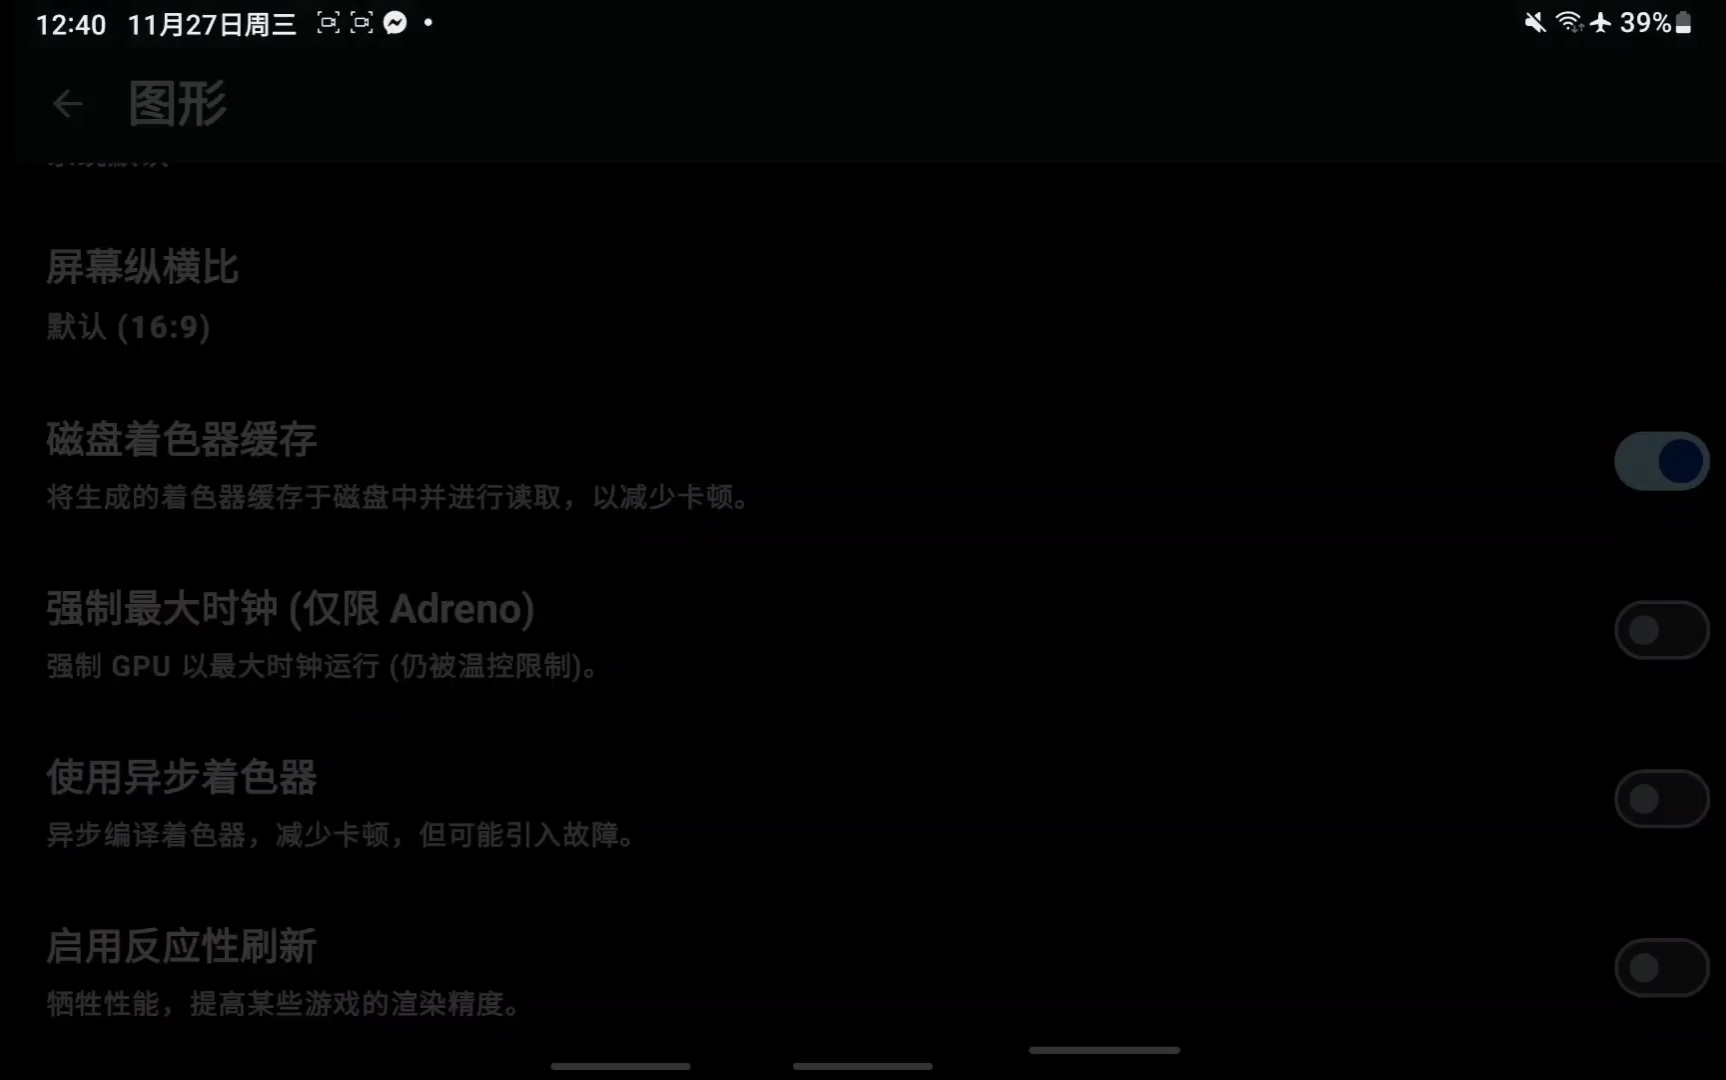 12:40 11月27日周三 39%
图形
屏幕纵横比
默认 (16:9)
磁盘着色器缓存
将生成的着色器缓存于磁盘中并进行读取，以减少卡顿。
强制最大时钟 (仅限 Adreno)
强制 GPU 以最大时钟运行 (仍被温控限制)。
使用异步着色器
异步编译着色器，减少卡顿，但可能引入故障。
启用反应性刷新
牺牲性能，提高某些游戏的渲染精度。